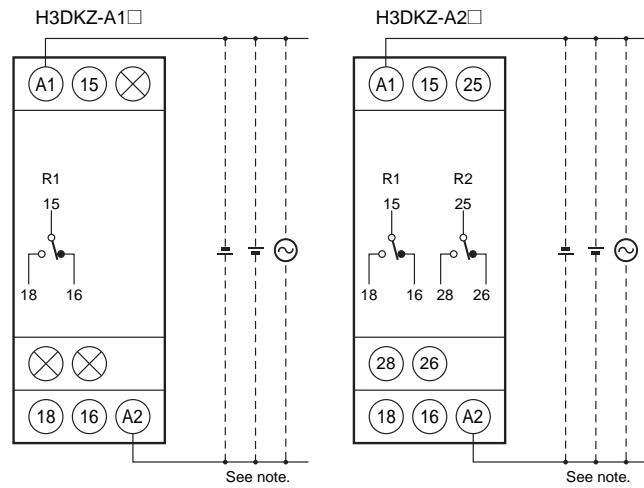 H3DKZ-A1□
A1 15
R1
15
18 16
18 16 A2
See note.
H3DKZ-A2□
A1 15 25
R1 R2
15 25
18 16 28 26
28 26
18 16 A2
See note.